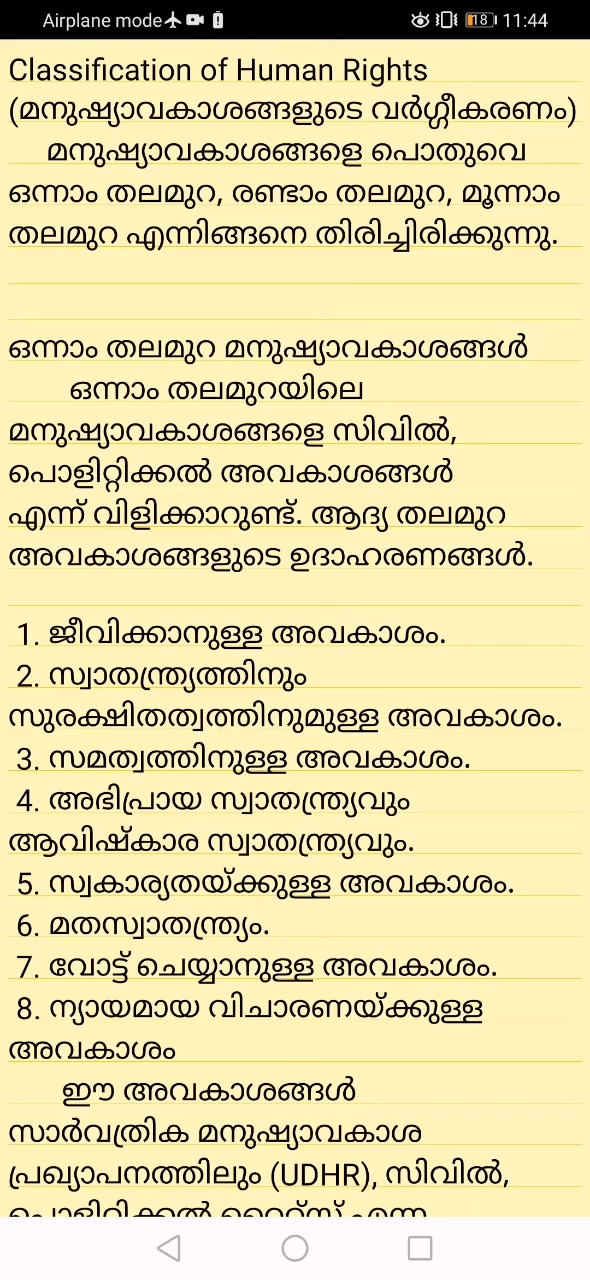 Airplane mode 18 11:44
Classification of Human Rights
(മനുഷ്യാവകാശങ്ങളുടെ വർഗ്ഗീകരണം)
മനുഷ്യാവകാശങ്ങളെ പൊതുവെ
ഒന്നാം തലമുറ, രണ്ടാം തലമുറ, മൂന്നാം
തലമുറ എന്നിങ്ങനെ തിരിച്ചിരിക്കുന്നു.
ഒന്നാം തലമുറ മനുഷ്യാവകാശങ്ങൾ
ഒന്നാം തലമുറയിലെ
മനുഷ്യാവകാശങ്ങളെ സിവിൽ,
പൊളിറ്റിക്കൽ അവകാശങ്ങൾ
എന്ന് വിളിക്കാറുണ്ട്. ആദ്യ തലമുറ
അവകാശങ്ങളുടെ ഉദാഹരണങ്ങൾ.
1. ജീവിക്കാനുള്ള അവകാശം.
2. സ്വാതന്ത്ര്യത്തിനും
സുരക്ഷിതത്വത്തിനുമുള്ള അവകാശം.
3. സമത്വത്തിനുള്ള അവകാശം.
4. അഭിപ്രായ സ്വാതന്ത്ര്യവും
ആവിഷ്കാര സ്വാതന്ത്ര്യവും.
5. സ്വകാര്യതയ്ക്കുള്ള അവകാശം.
6. മതസ്വാതന്ത്ര്യം.
7. വോട്ട് ചെയ്യാനുള്ള അവകാശം.
8. ന്യായമായ വിചാരണയ്ക്കുള്ള
അവകാശം
ഈ അവകാശങ്ങൾ
സാർവത്രിക മനുഷ്യാവകാശ
പ്രഖ്യാപനത്തിലും (UDHR), സിവിൽ,
പൊളിറ്റിക്കൽ റൈറ്റ്സ് എന്ന